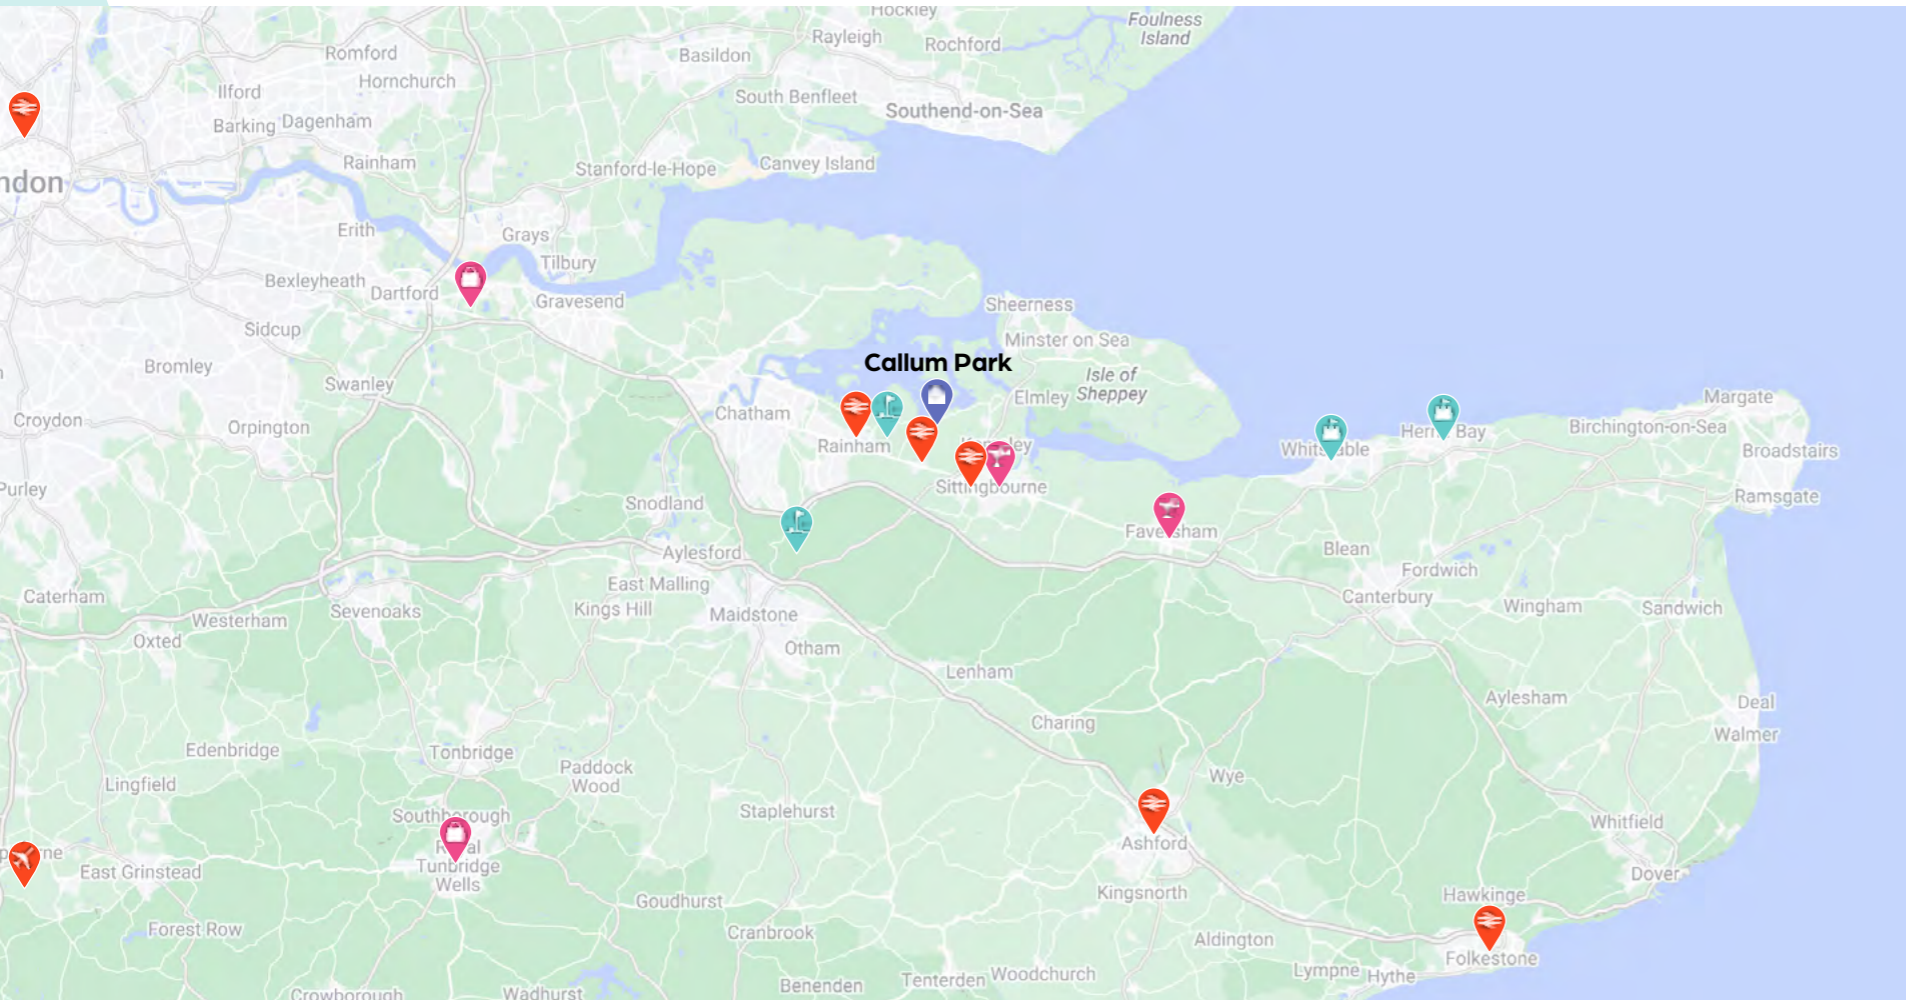 Hockley
Foulness
Island
Rayleigh
Rochford
Romford
Basildon
Hornchurch
Ilford
South Benfleet
Southend-on-Sea
Barking
Dagenham
Rainham
Stanford-le-Hope
Canvey Island
ndon
Erith
Grays
Tilbury
Bexleyheath
Dartford
Gravesend
Sheerness
Sidcup
Minster on Sea
Callum Park
Bromley
Swanley
Isle of
Sheppey
Elmley
Margate
Croydon
Orpington
Chatham
Rainham
Birchington-on-Sea
Broadstairs
Purley
Sittingbourne
Ramsgate
Snodland
Aylesford
Blean
Fordwich
East Malling
Caterham
Sevenoaks
Kings Hill
Maidstone
Canterbury
Wingham
Sandwich
Westerham
Oxted
Otham
Lenham
Aylesham
Deal
Charing
Walmer
Edenbridge
Tonbridge
Paddock
Wood
Wye
Lingfield
Staplehurst
Southborough
Whitfield
Ashford
Tunbridge
Wells
East Grinstead
Dover
Kingsnorth
Hawkinge
Goudhurst
Forest Row
Cranbrook
Aldington
Folkestone
Lympne
Hythe
Tenterden
Woodchurch
Benenden
Crowborough
Wadhurst